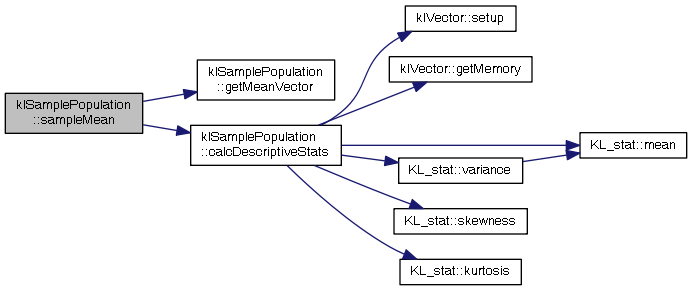 klSamplePopulation
::sampleMean
klSamplePopulation
::getMeanVector
klSamplePopulation
::calcDescriptiveStats
klVector::setup
klVector::getMemory
KL_stat::mean
KL_stat::variance
KL_stat::skewness
KL_stat::kurtosis